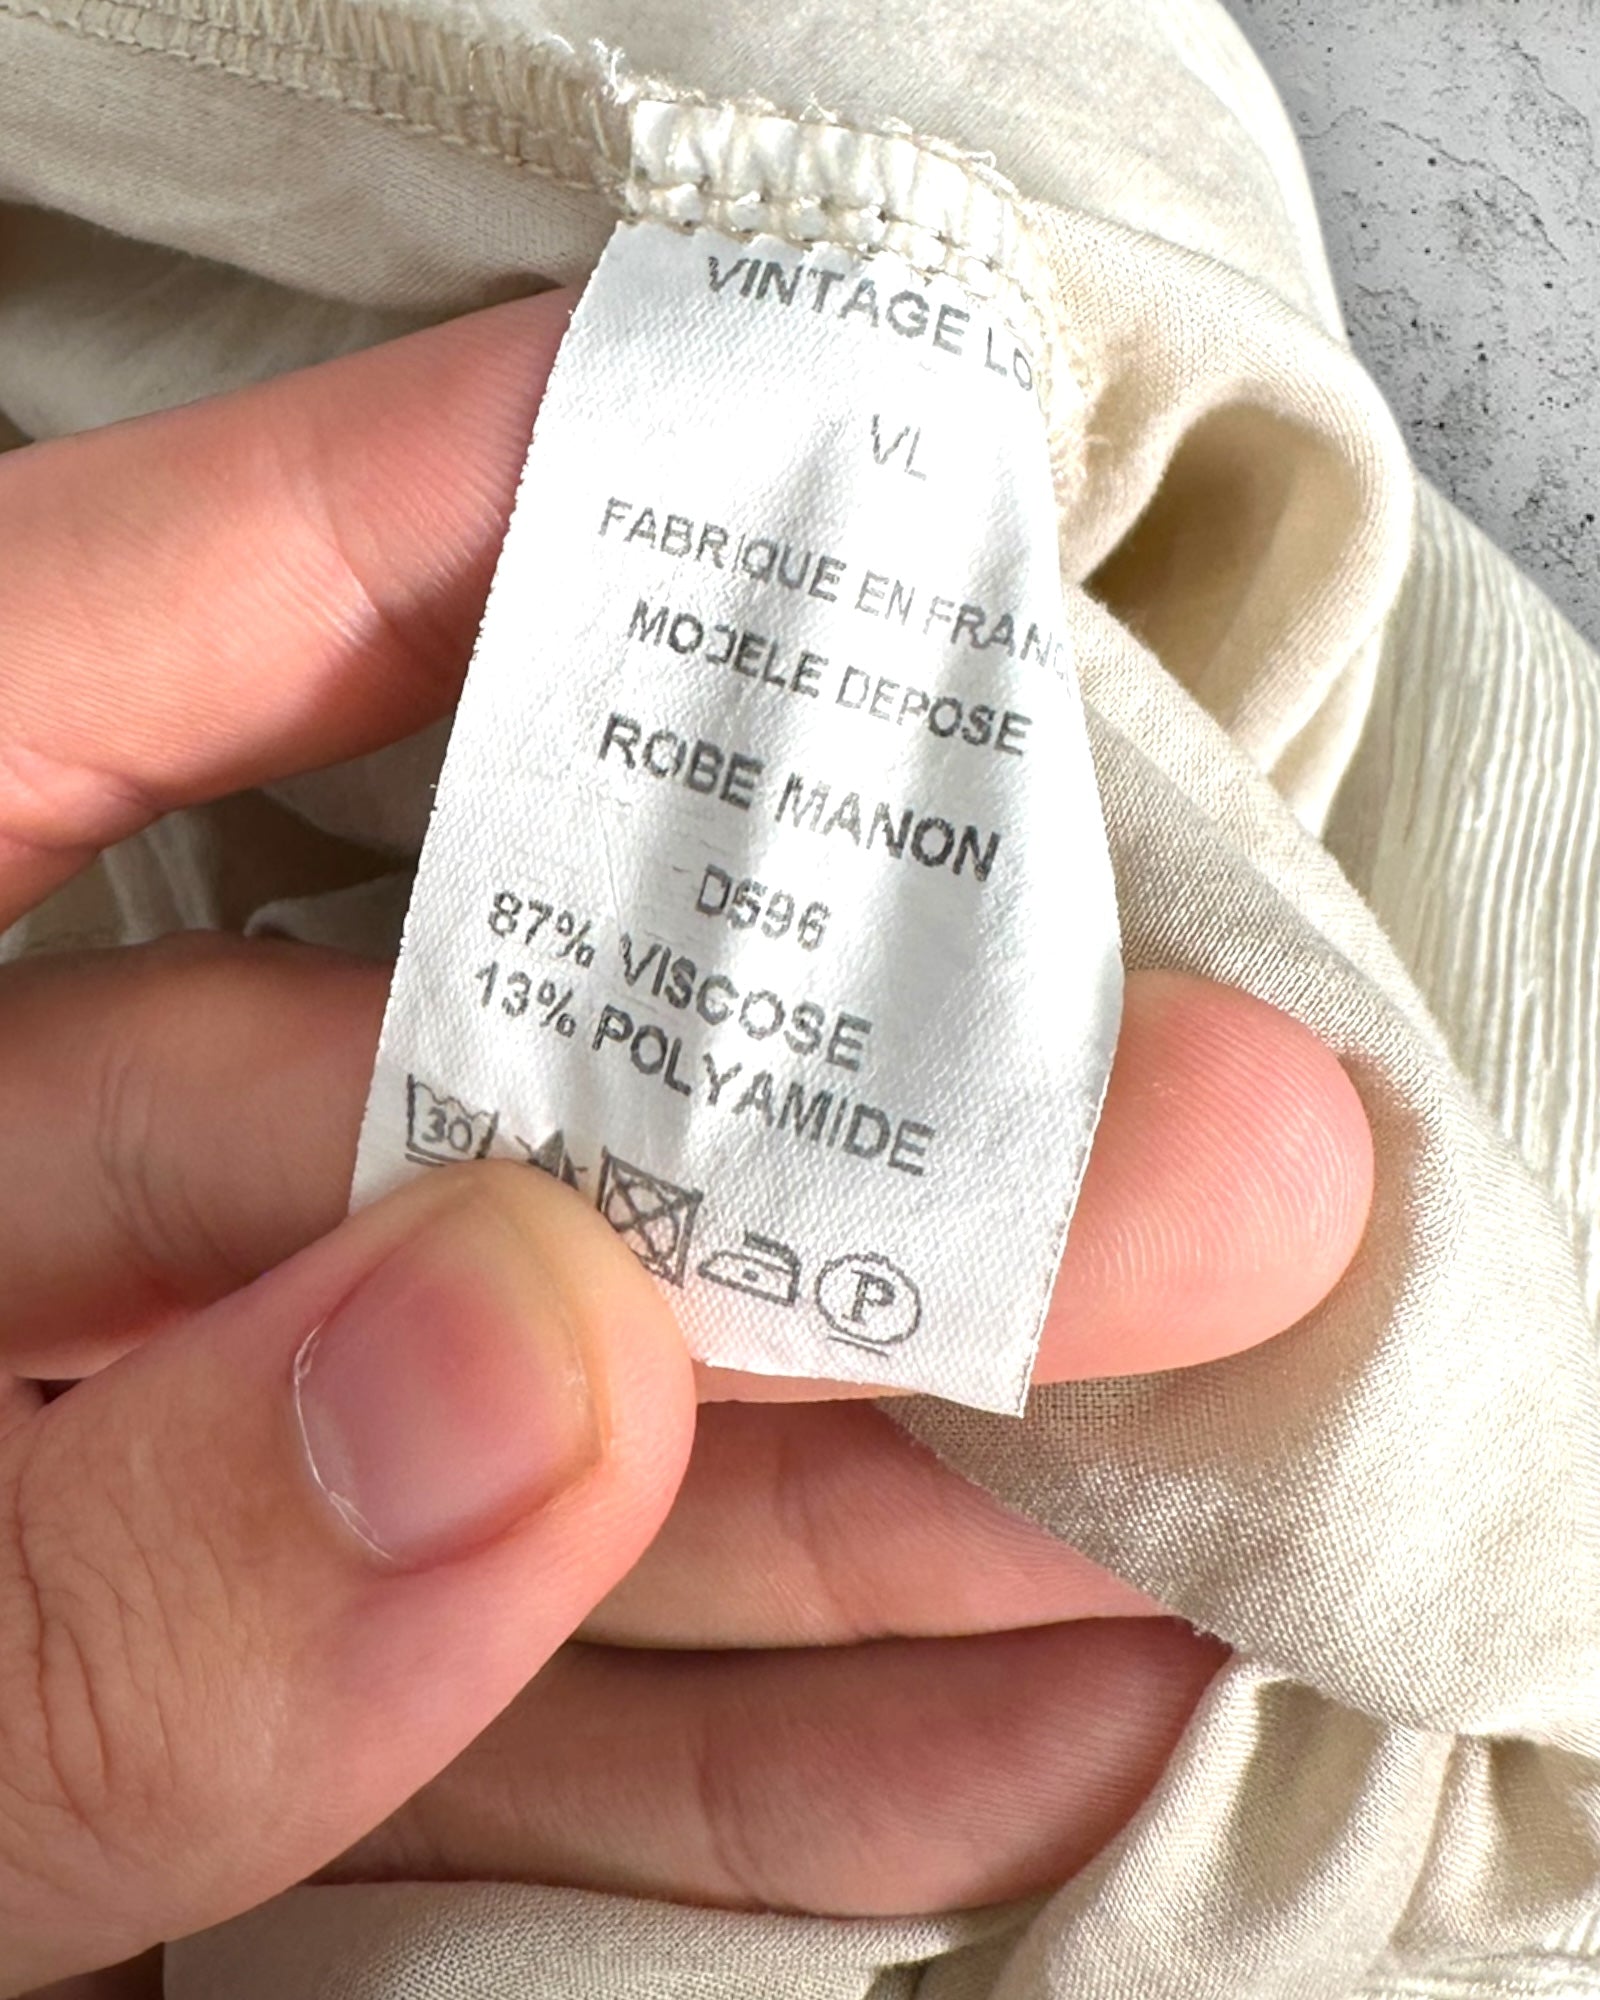 VINTAGE LO
VL
FABRIQUE EN FRANC
MODELE DEPOSE
ROBE MANON
D596
87% VISCOSE
13% POLYAMIDE
30
P